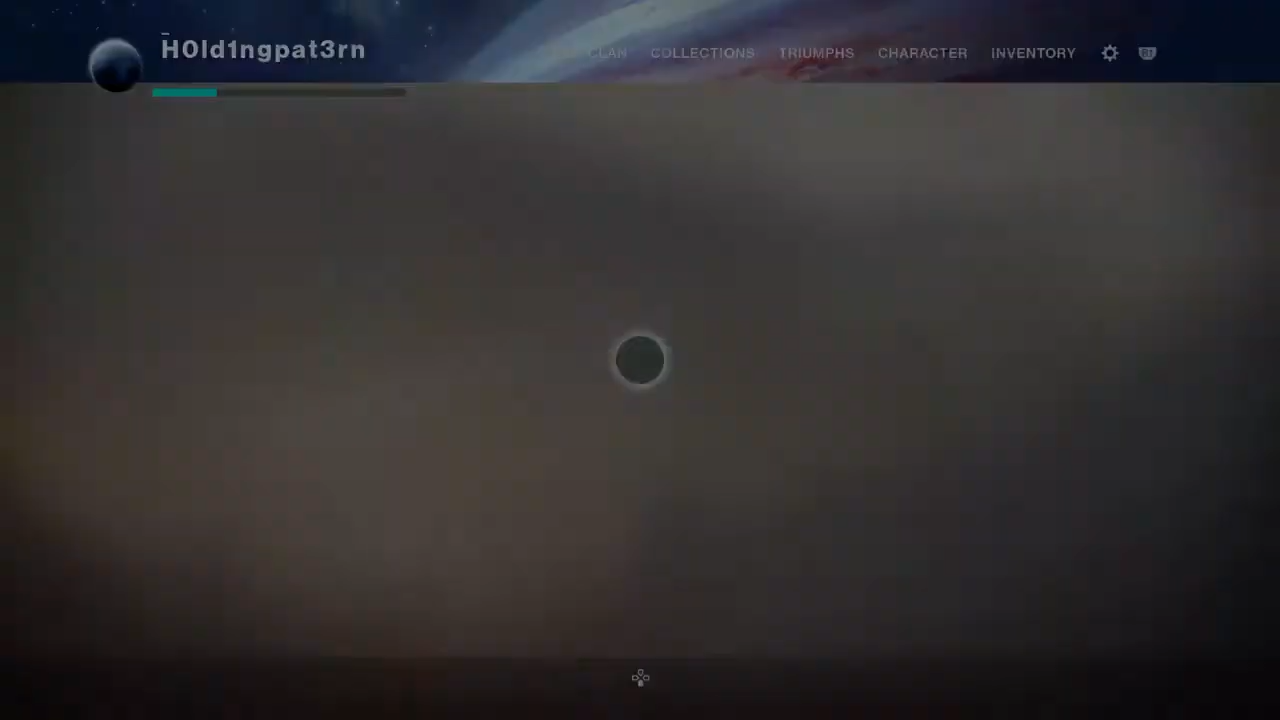 H0ld1ngpat3rn
CLAN COLLECTIONS TRIUMPHS CHARACTER INVENTORY